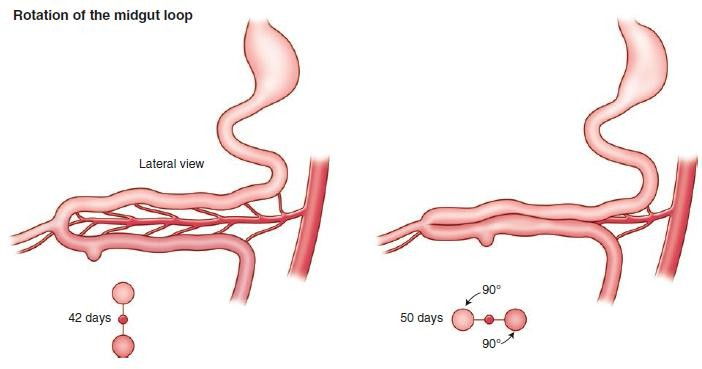 Rotation of the midgut loop
Lateral view
42 days
50 days
90°
90°